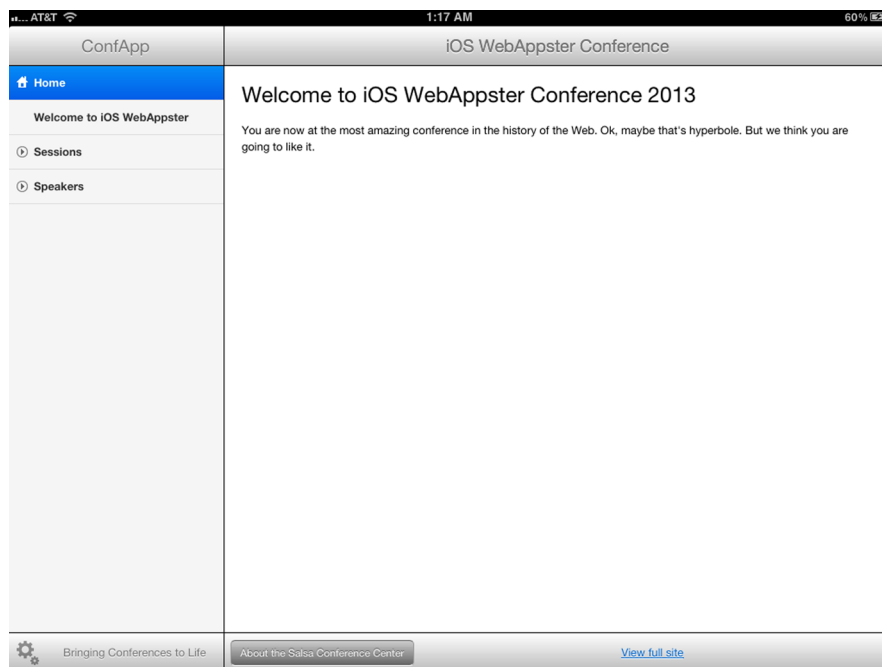 ... AT&T 1:17 AM 60%
ConfApp iOS WebAppster Conference
Home
Welcome to iOS WebAppster
Sessions
Speakers
Welcome to iOS WebAppster Conference 2013
You are now at the most amazing conference in the history of the Web. Ok, maybe that's hyperbole. But we think you are
going to like it.
Bringing Conferences to Life
About the Salsa Conference Center
View full site